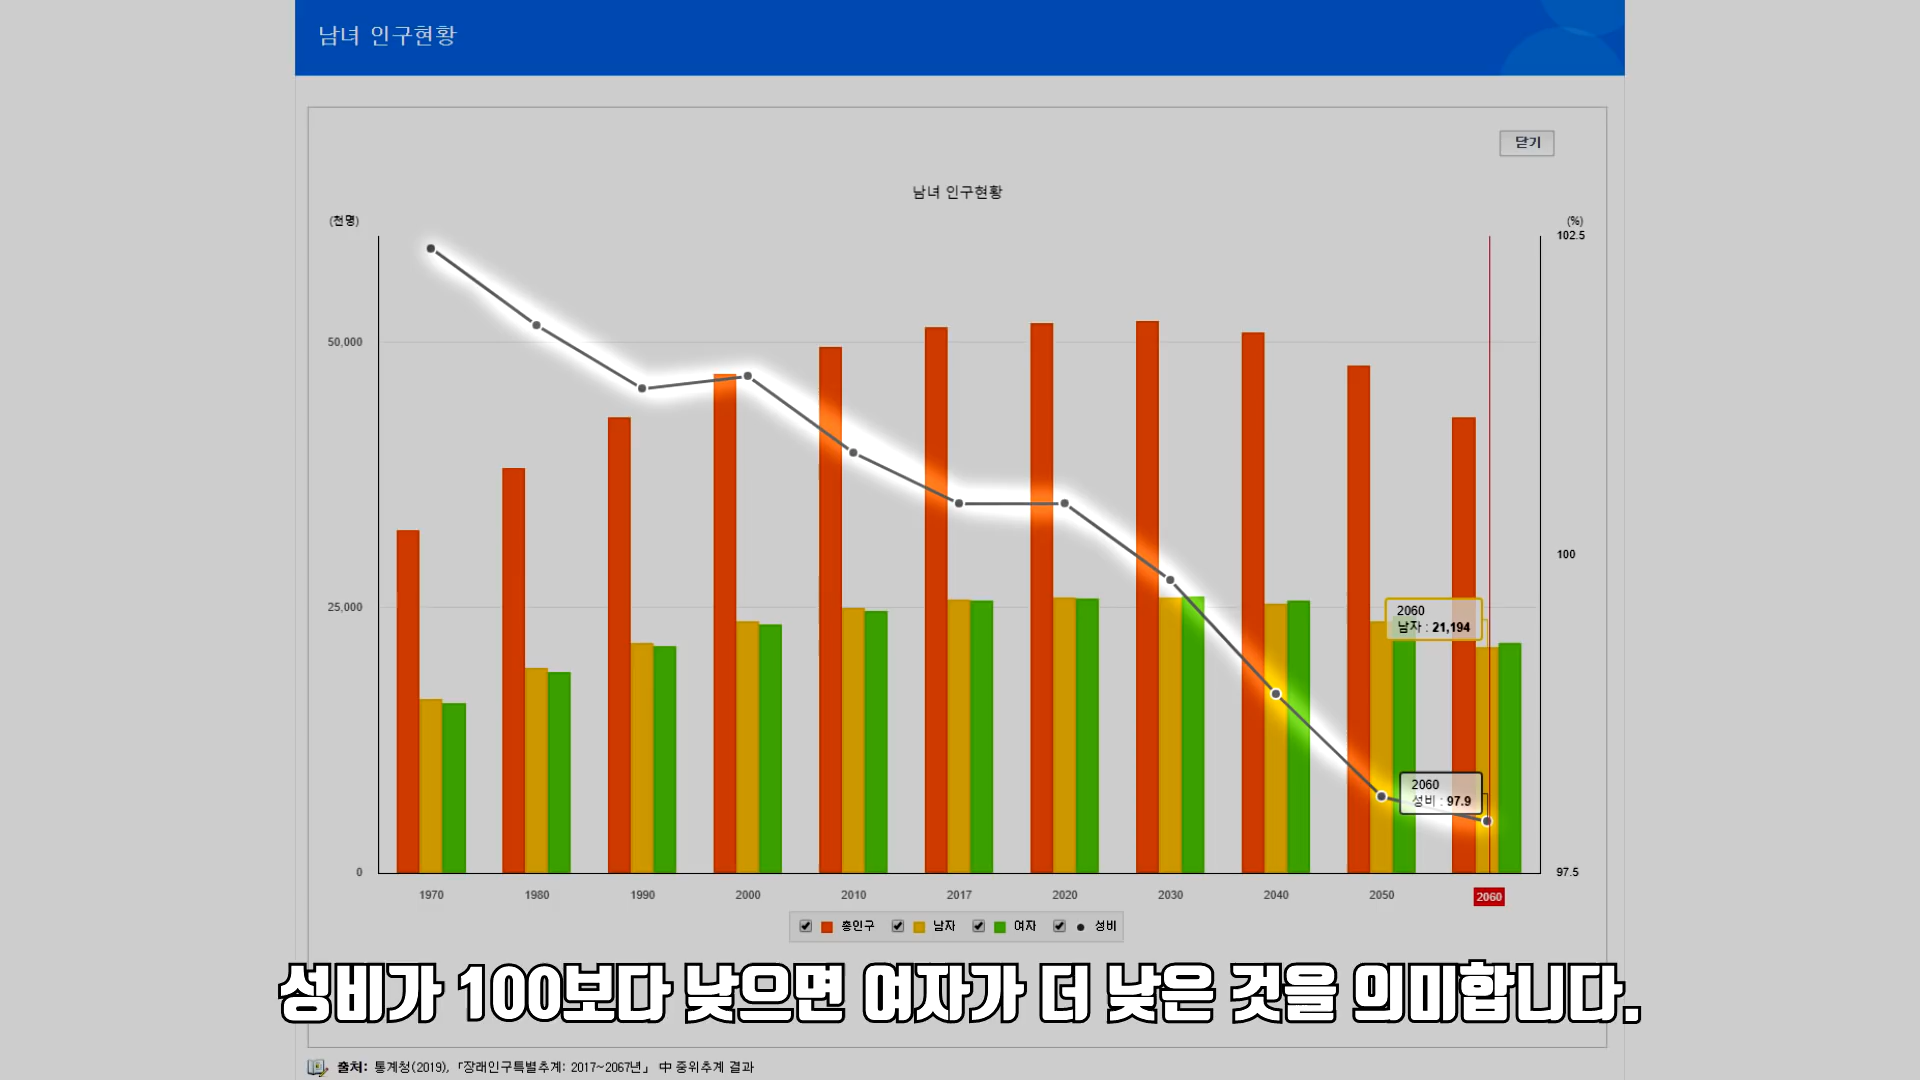 남녀 인구현황
닫기
남녀 인구현황
(천명)
(%)
102.5
50,000
100
25,000
2060
남자 : 21,194
2060
성비 : 97.9
0
97.5
1970 1980 1990 2000 2010 2017 2020 2030 2040 2050 2060
총인구 남자 여자 성비
성비가 100보다 낮으면 여자가 더 낮은 것을 의미합니다.
출처: 통계청(2019), 「장래인구특별추계: 2017~2067년」 中 중위추계 결과